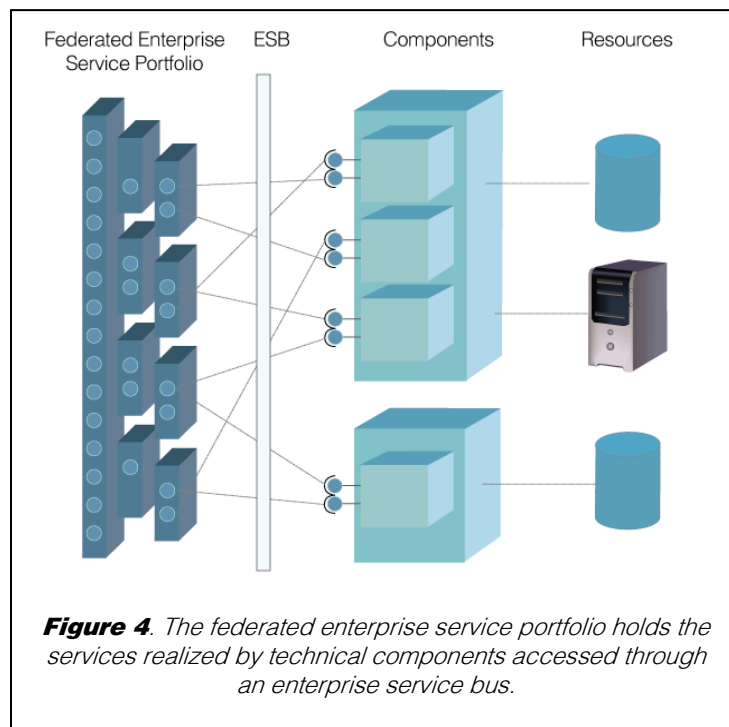 Federated Enterprise
Service Portfolio
ESB
Components
Resources
Figure 4. The federated enterprise service portfolio holds the
services realized by technical components accessed through
an enterprise service bus.